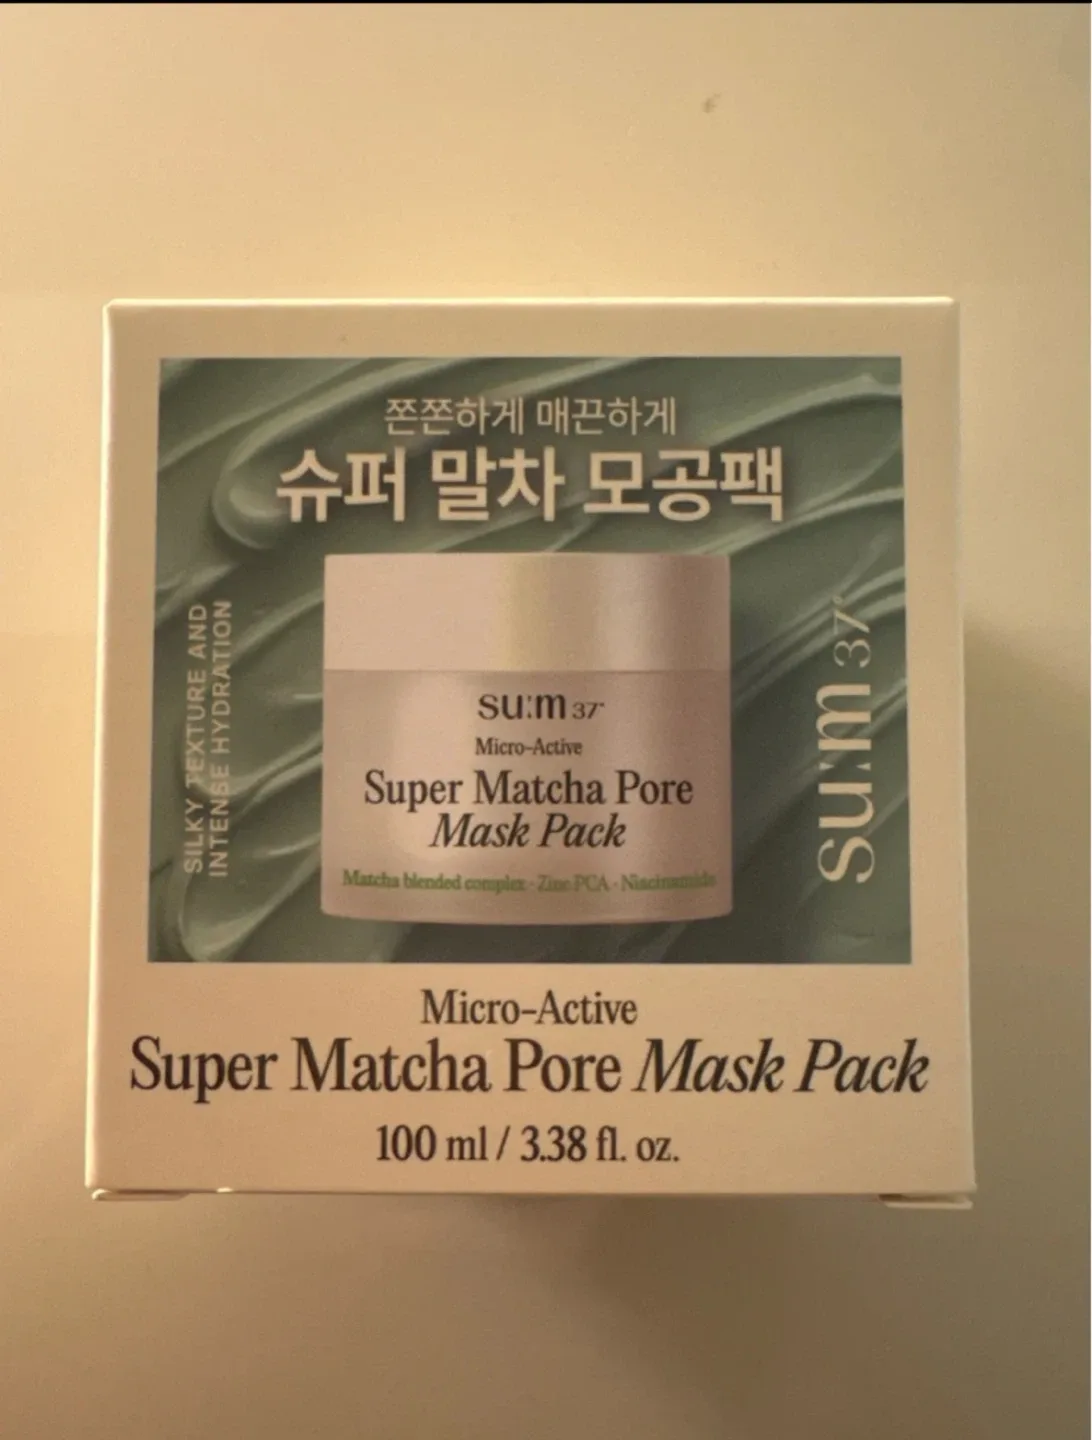 쫀쫀하게 매끈하게
슈퍼 말차 모공팩
SILKY TEXTURE AND
INTENSE HYDRATION
su:m 37°
su:m 37°
Micro-Active
Super Matcha Pore
Mask Pack
Matcha blended complex · Zinc PCA · Niacinamide
Micro-Active
Super Matcha Pore Mask Pack
100 ml / 3.38 fl. oz.